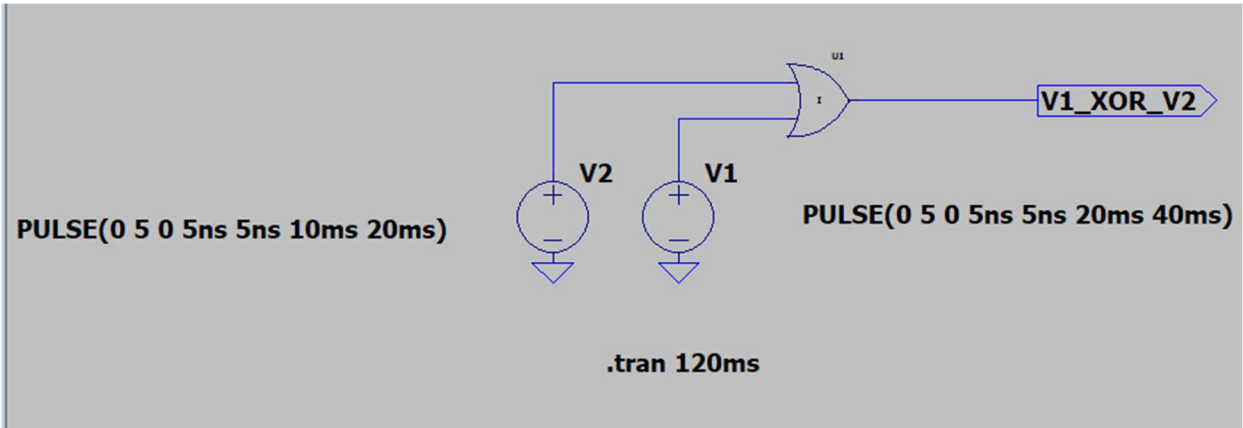 U1
I
V1_XOR_V2
V2
V1
PULSE(0 5 0 5ns 5ns 10ms 20ms)
PULSE(0 5 0 5ns 5ns 20ms 40ms)
.tran 120ms